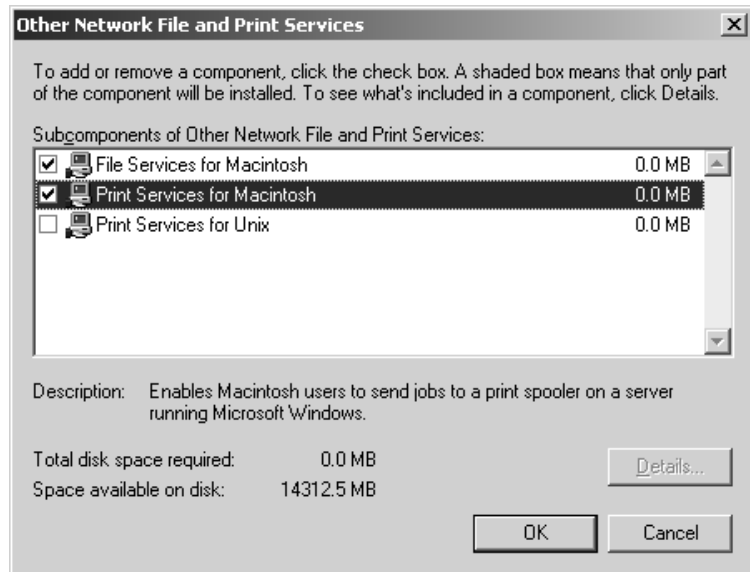 Other Network File and Print Services
To add or remove a component, click the check box. A shaded box means that only part
of the component will be installed. To see what's included in a component, click Details.
Subcomponents of Other Network File and Print Services:
File Services for Macintosh 0.0 MB
Print Services for Macintosh 0.0 MB
Print Services for Unix 0.0 MB
Description: Enables Macintosh users to send jobs to a print spooler on a server
running Microsoft Windows.
Total disk space required: 0.0 MB
Details...
Space available on disk: 14312.5 MB
OK Cancel